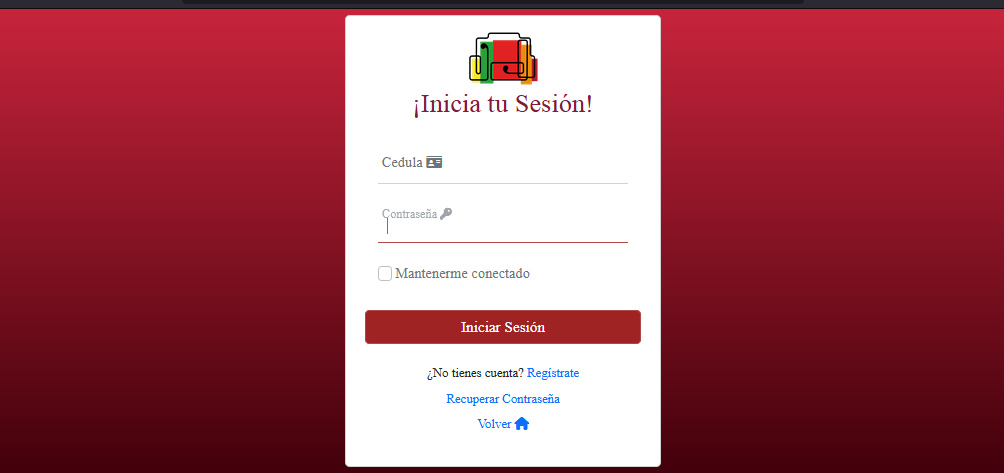 ¡Inicia tu Sesión!
Cedula
Contraseña
Mantenerme conectado
Iniciar Sesión
¿No tienes cuenta? Regístrate
Recuperar Contraseña
Volver